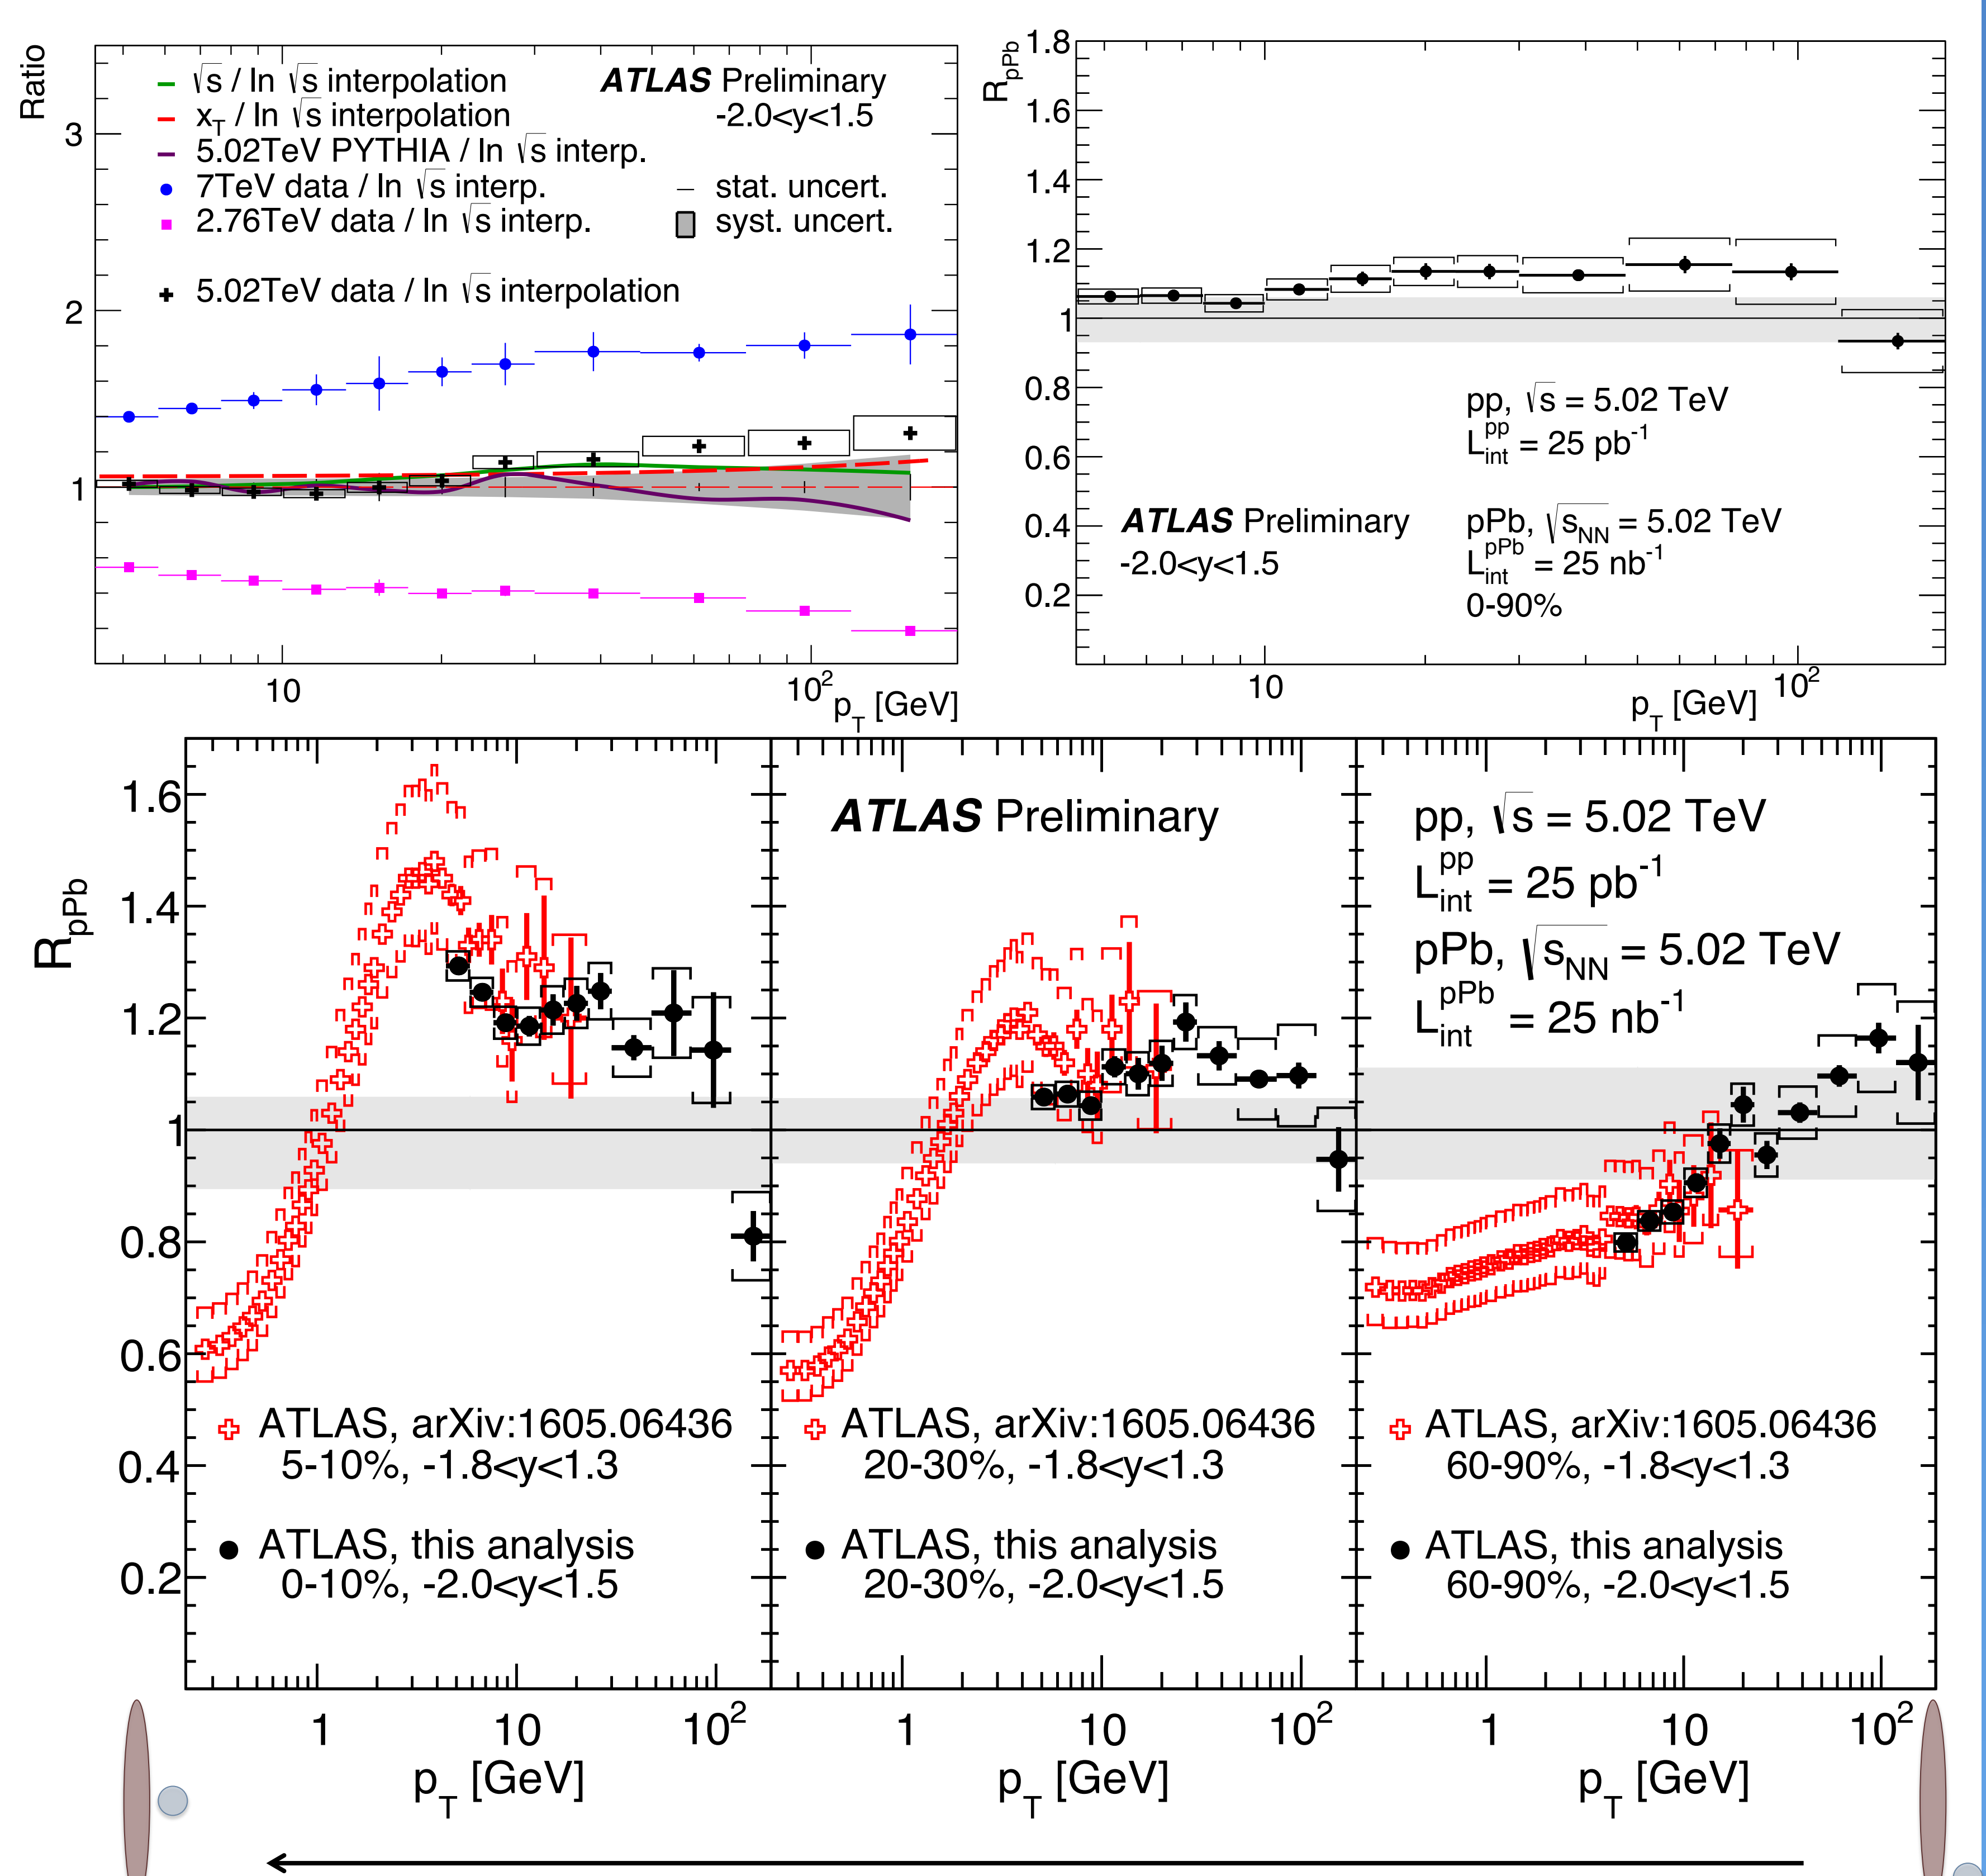 Ratio
√s / ln √s interpolation
x_T / ln √s interpolation
5.02TeV PYTHIA / ln √s interp.
7TeV data / ln √s interp.
2.76TeV data / ln √s interp.
5.02TeV data / ln √s interpolation
ATLAS Preliminary
-2.0<y<1.5
stat. uncert.
syst. uncert.
3
2
1
10
10²
p_T [GeV]
R_pPb
1.8
1.6
1.4
1.2
1
0.8
0.6
0.4
0.2
pp, √s = 5.02 TeV
L_int^pp = 25 pb⁻¹
ATLAS Preliminary
-2.0<y<1.5
pPb, √s_NN = 5.02 TeV
L_int^pPb = 25 nb⁻¹
0-90%
10
10²
p_T [GeV]
R_pPb
1.6
1.4
1.2
1
0.8
0.6
0.4
0.2
ATLAS, arXiv:1605.06436
5-10%, -1.8<y<1.3
ATLAS, this analysis
0-10%, -2.0<y<1.5
1
10
10²
p_T [GeV]
ATLAS Preliminary
ATLAS, arXiv:1605.06436
20-30%, -1.8<y<1.3
ATLAS, this analysis
20-30%, -2.0<y<1.5
1
10
10²
p_T [GeV]
pp, √s = 5.02 TeV
L_int^pp = 25 pb⁻¹
pPb, √s_NN = 5.02 TeV
L_int^pPb = 25 nb⁻¹
ATLAS, arXiv:1605.06436
60-90%, -1.8<y<1.3
ATLAS, this analysis
60-90%, -2.0<y<1.5
1
10
10²
p_T [GeV]